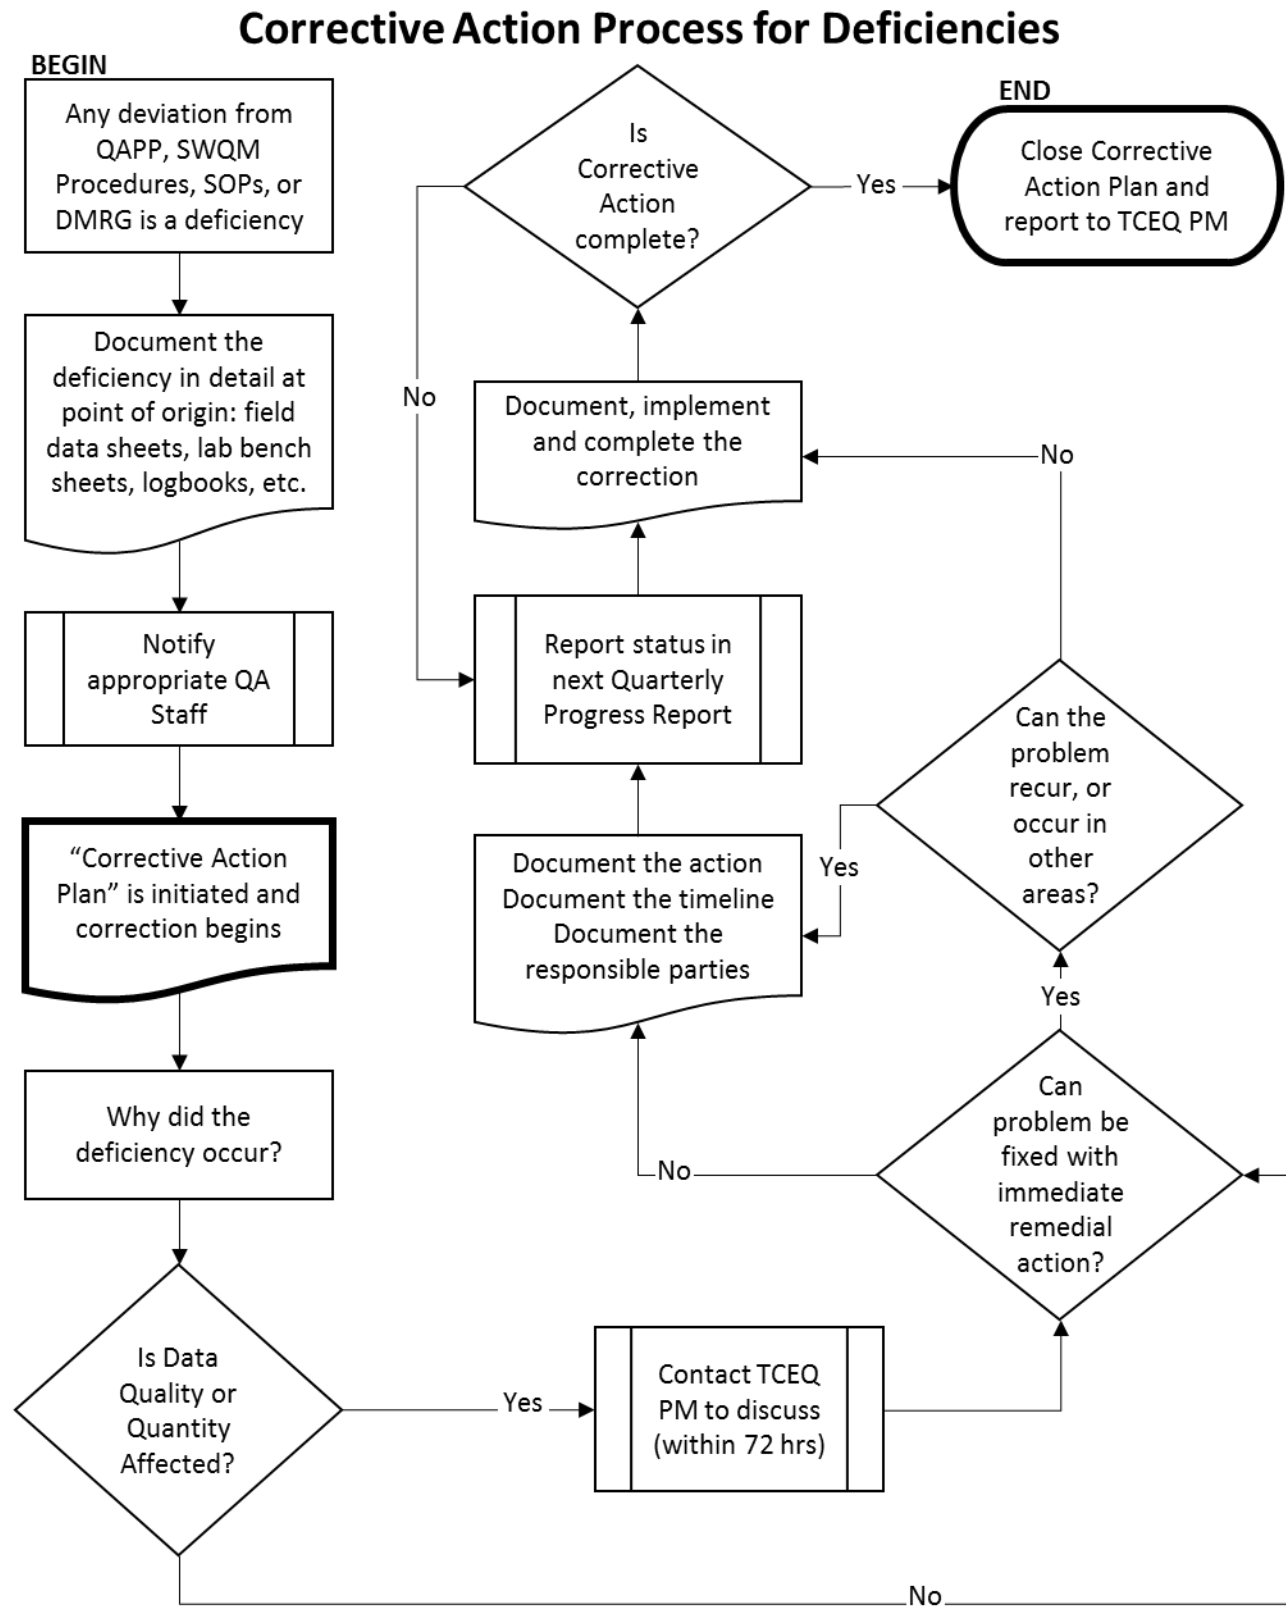 Corrective Action Process for Deficiencies
BEGIN
Any deviation from
QAPP, SWQM
Procedures, SOPs, or
DMRG is a deficiency
Document the
deficiency in detail at
point of origin: field
data sheets, lab bench
sheets, logbooks, etc.
Notify
appropriate QA
Staff
“Corrective Action
Plan” is initiated and
correction begins
Why did the
deficiency occur?
Is Data
Quality or
Quantity
Affected?
Yes
Contact TCEQ
PM to discuss
(within 72 hrs)
No
Can
problem be
fixed with
immediate
remedial
action?
No
Yes
Can the
problem
recur, or
occur in
other
areas?
Yes
No
Document the action
Document the timeline
Document the
responsible parties
Report status in
next Quarterly
Progress Report
Document, implement
and complete the
correction
Is
Corrective
Action
complete?
No
Yes
END
Close Corrective
Action Plan and
report to TCEQ PM